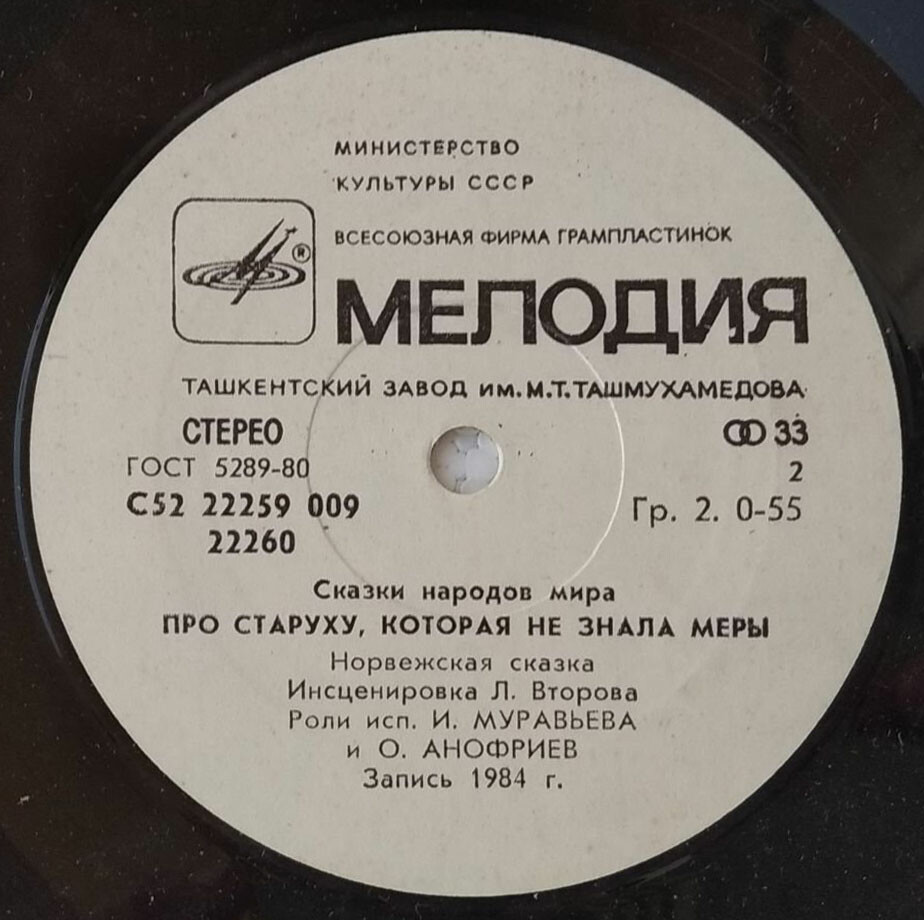 МИНИСТЕРСТВО
КУЛЬТУРЫ СССР
ВСЕСОЮЗНАЯ ФИРМА ГРАМПЛАСТИНОК
®
МЕЛОДИЯ
ТАШКЕНТСКИЙ ЗАВОД им. М.Т. ТАШМУХАМЕДОВА
СТЕРЕО
ГОСТ 5289-80
С52 22259 009
22260
33
2
Гр. 2. 0-55
Сказки народов мира
ПРО СТАРУХУ, КОТОРАЯ НЕ ЗНАЛА МЕРЫ
Норвежская сказка
Инсценировка Л. Второва
Роли исп. И. МУРАВЬЕВА
и О. АНОФРИЕВ
Запись 1984 г.